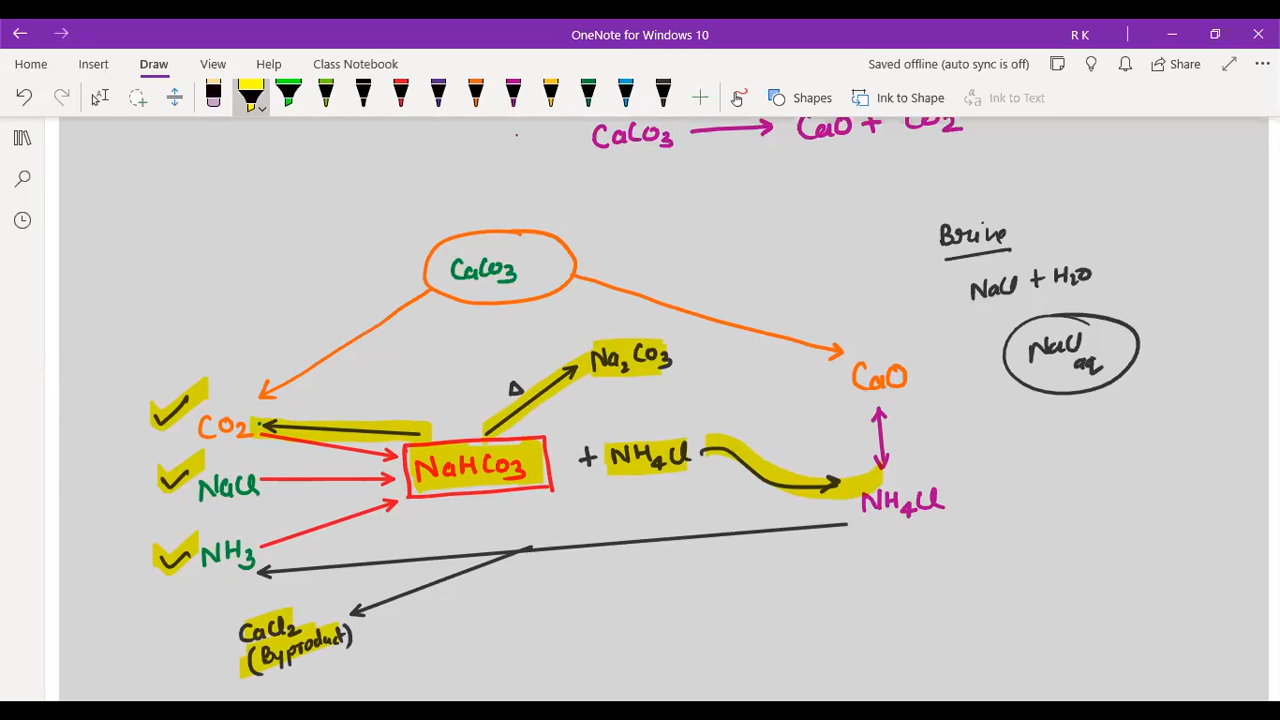 OneNote for Windows 10
R K
Home Insert Draw View Help Class Notebook
Saved offline (auto sync is off)
Share
Shapes
Ink to Shape
Ink to Text
CaCO3 → CaO + CO2
Brine
NaCl + H2O
NaCl
aq
CaCO3
Δ
Na2CO3
CaO
CO2
NaHCO3 + NH4Cl
NaCl
NH4Cl
NH3
CaCl2
(Byproduct)